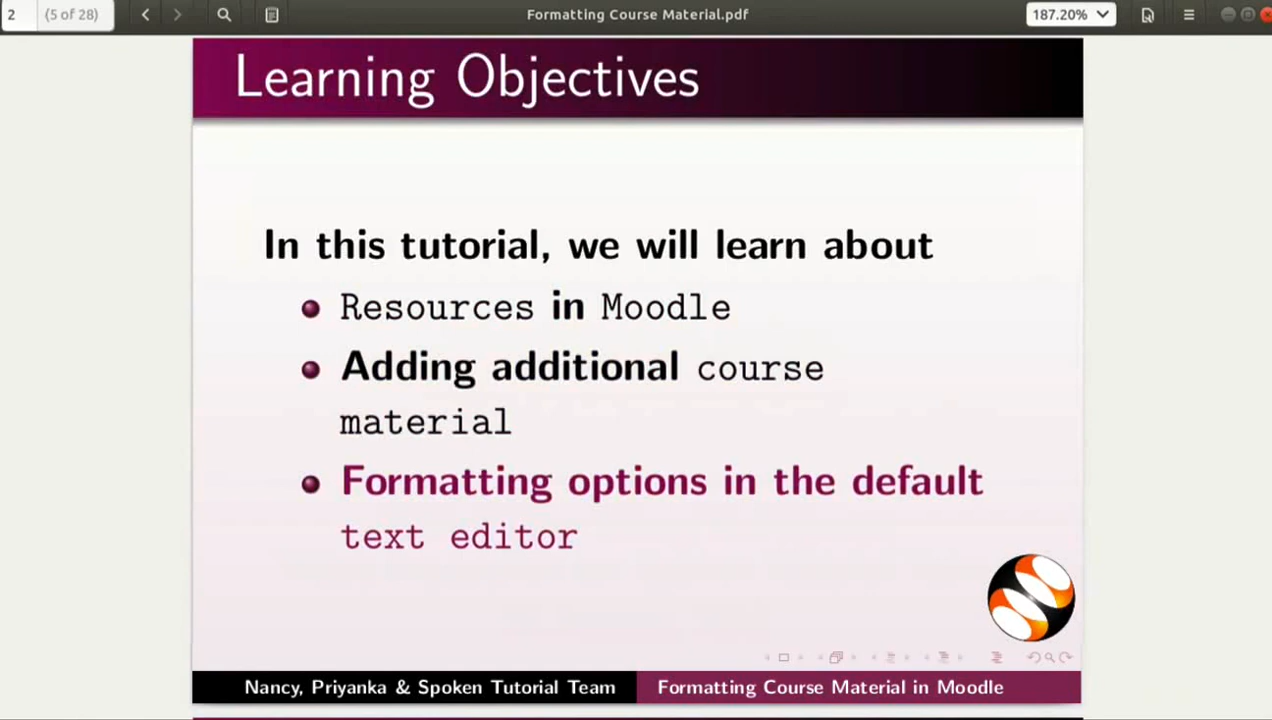 2 (5 of 28) Formatting Course Material.pdf 187.20%
Learning Objectives
In this tutorial, we will learn about
Resources in Moodle
Adding additional course
material
Formatting options in the default
text editor
Nancy, Priyanka & Spoken Tutorial Team Formatting Course Material in Moodle